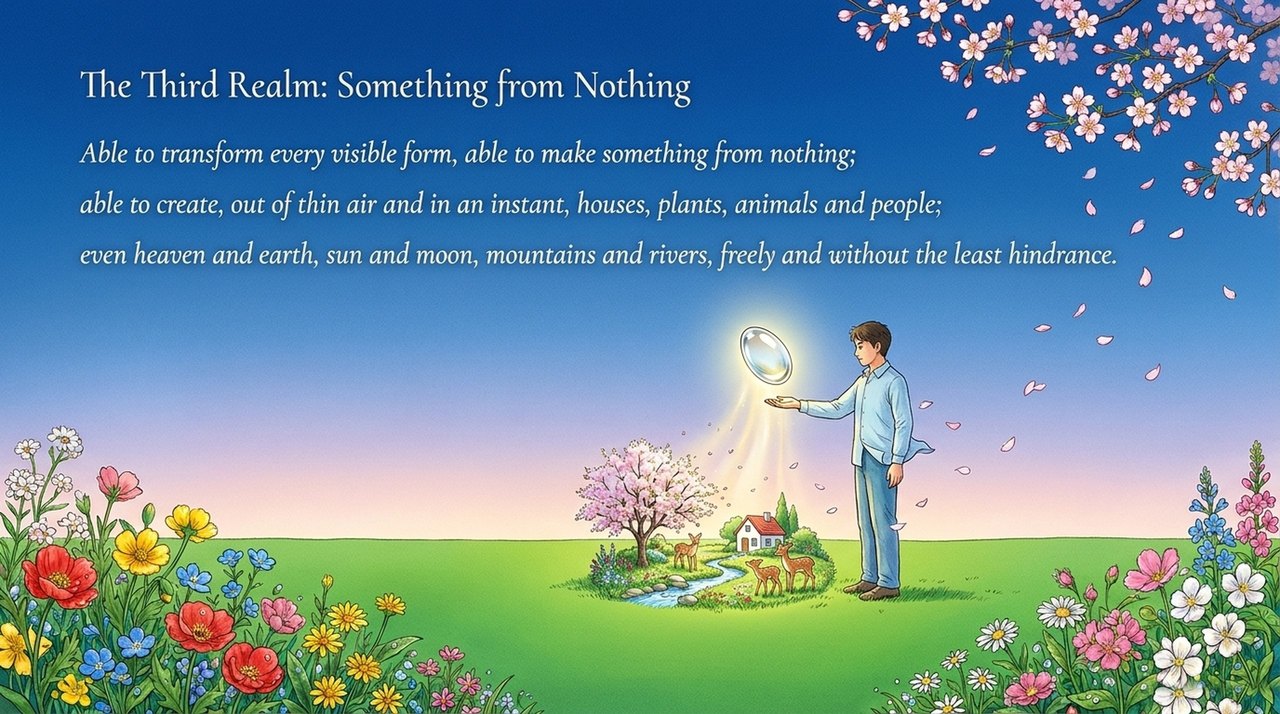 The Third Realm: Something from Nothing
Able to transform every visible form, able to make something from nothing;
able to create, out of thin air and in an instant, houses, plants, animals and people;
even heaven and earth, sun and moon, mountains and rivers, freely and without the least hindrance.